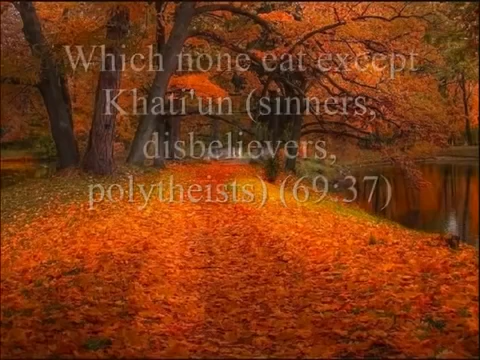 Which none eat except
Khati'un (sinners,
disbelievers,
polytheists) (69:37)